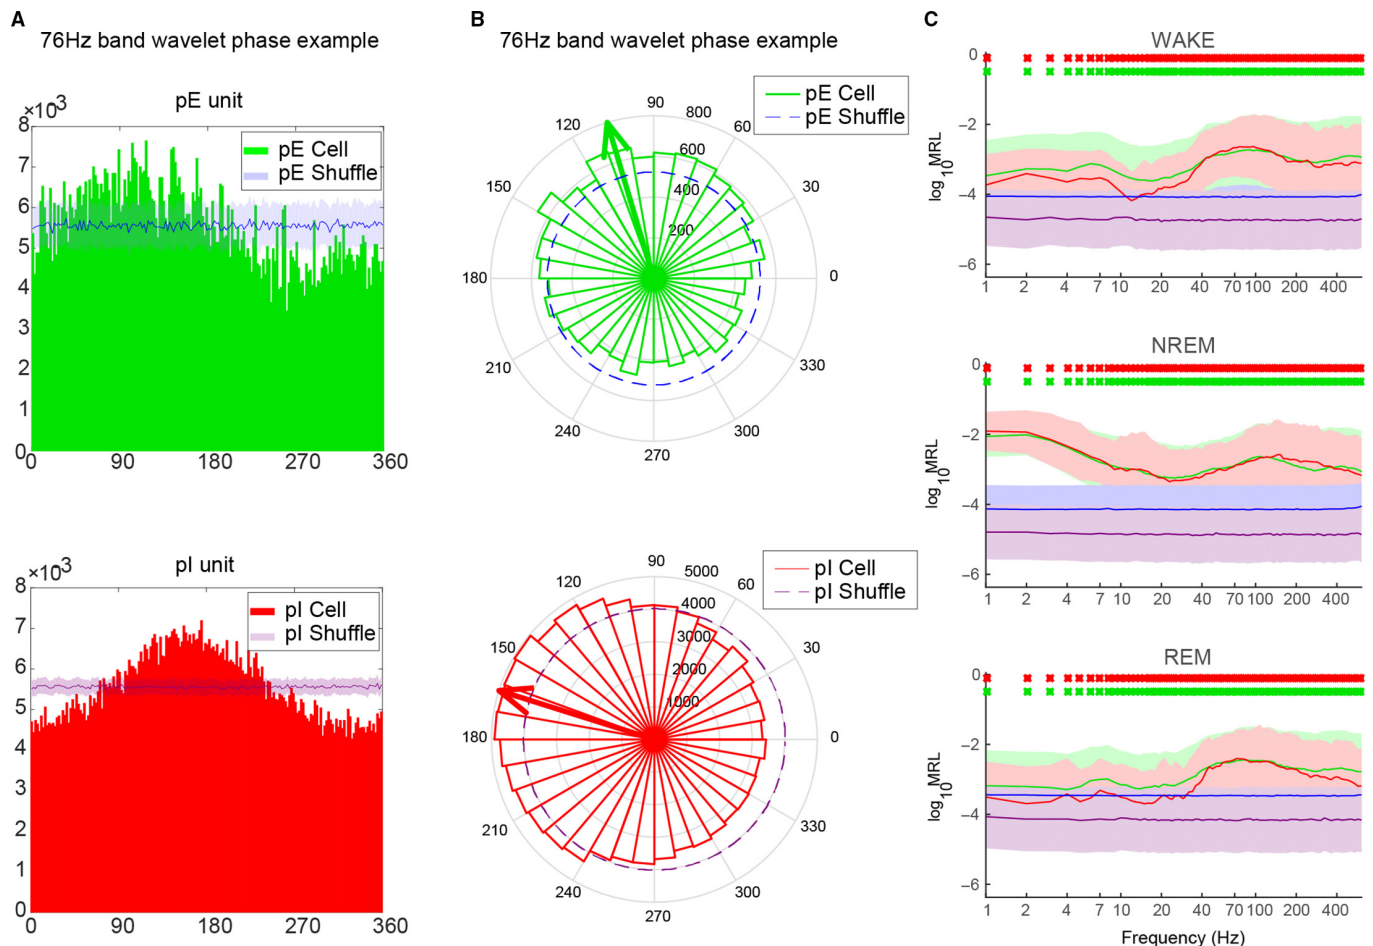 A
B
C
76Hz band wavelet phase example
76Hz band wavelet phase example
pE unit
×10^3
8
7
6
5
4
3
2
1
0
0 90 180 270 360
pE Cell
pE Shuffle
pI unit
×10^3
8
7
6
5
4
3
2
1
0
0 90 180 270 360
pI Cell
pI Shuffle
pE Cell
pE Shuffle
90
120 800 60
600
150 400 30
200
180 0
210 330
240 300
270
pI Cell
pI Shuffle
90
120 5000 60
4000
150 3000 30
2000
1000
180 0
210 330
240 300
270
WAKE
0
−2
−4
−6
log10MRL
1 2 4 7 10 20 40 70 100 200 400
NREM
0
−2
−4
−6
log10MRL
1 2 4 7 10 20 40 70 100 200 400
REM
0
−2
−4
−6
log10MRL
1 2 4 7 10 20 40 70 100 200 400
Frequency (Hz)